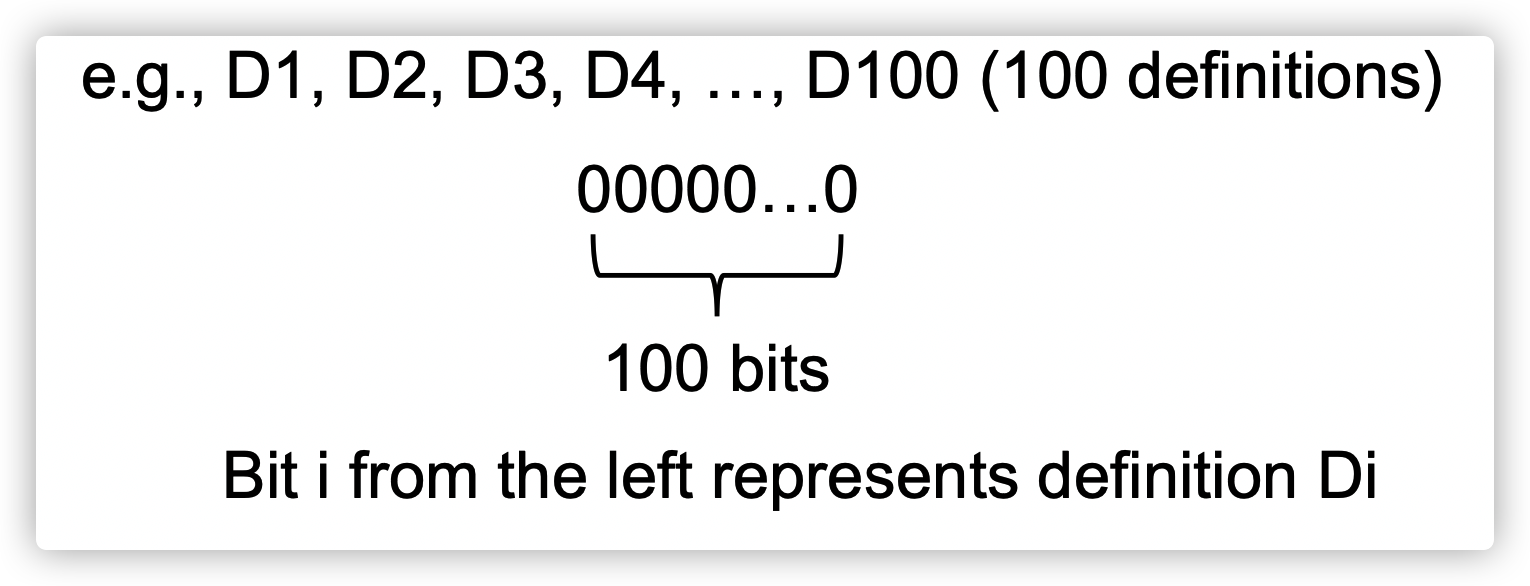 e.g., D1, D2, D3, D4, …, D100 (100 definitions)
00000…0
100 bits
Bit i from the left represents definition Di